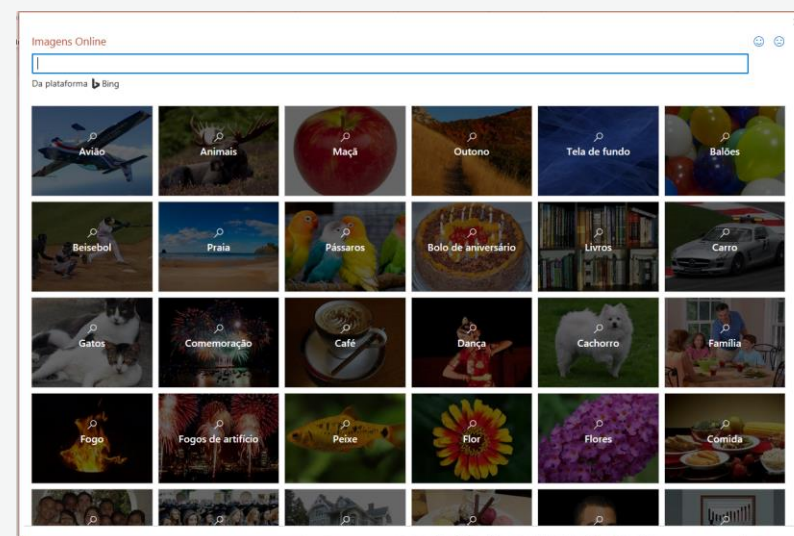 Imagens Online
Da plataforma Bing
Avião
Animais
Maçã
Outono
Tela de fundo
Balões
Beisebol
Praia
Pássaros
Bolo de aniversário
Livros
Carro
Gatos
Comemoração
Café
Dança
Cachorro
Família
Fogo
Fogos de artifício
Peixe
Flor
Flores
Comida